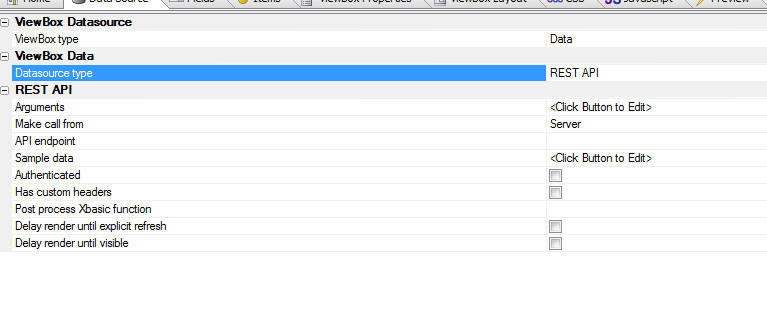 Home Data Source Fields Items ViewBox Properties ViewBox Layout CSS JavaScript Preview
ViewBox Datasource
ViewBox type Data
ViewBox Data
Datasource type REST API
REST API
Arguments <Click Button to Edit>
Make call from Server
API endpoint
Sample data <Click Button to Edit>
Authenticated
Has custom headers
Post process Xbasic function
Delay render until explicit refresh
Delay render until visible